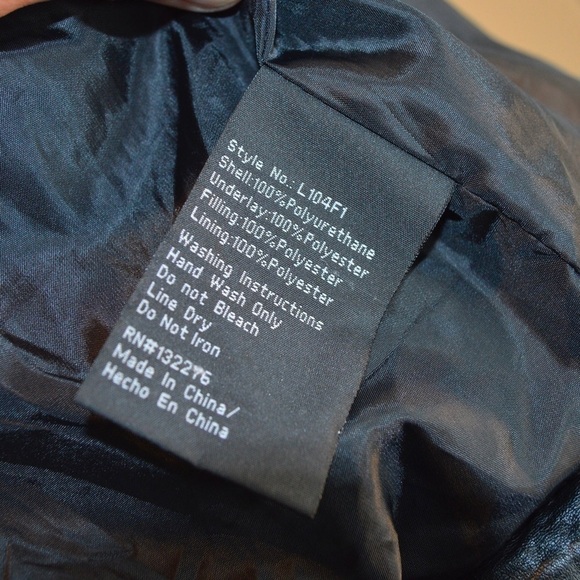 Style No.: L104F1
Shell:100%Polyurethane
Underlay:100%Polyester
Filling:100%Polyester
Lining:100%Polyester
Washing Instructions
Hand Wash Only
Do not Bleach
Line Dry
Do Not Iron
RN#132276
Made In China/
Hecho En China